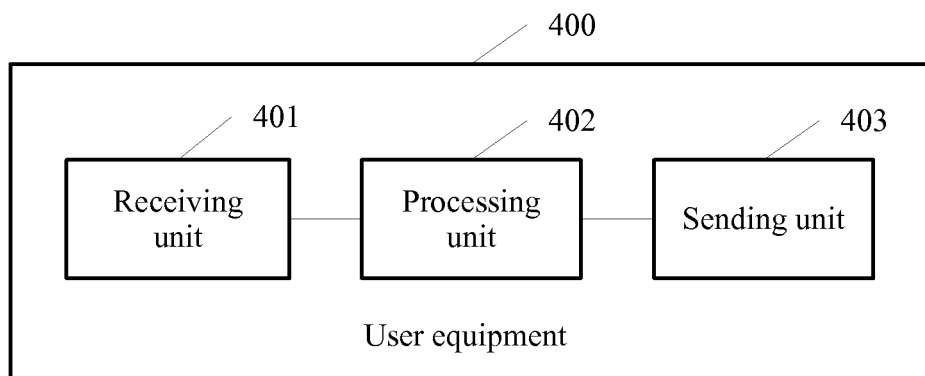 400
401
402
403
Receiving
unit
Processing
unit
Sending unit
User equipment